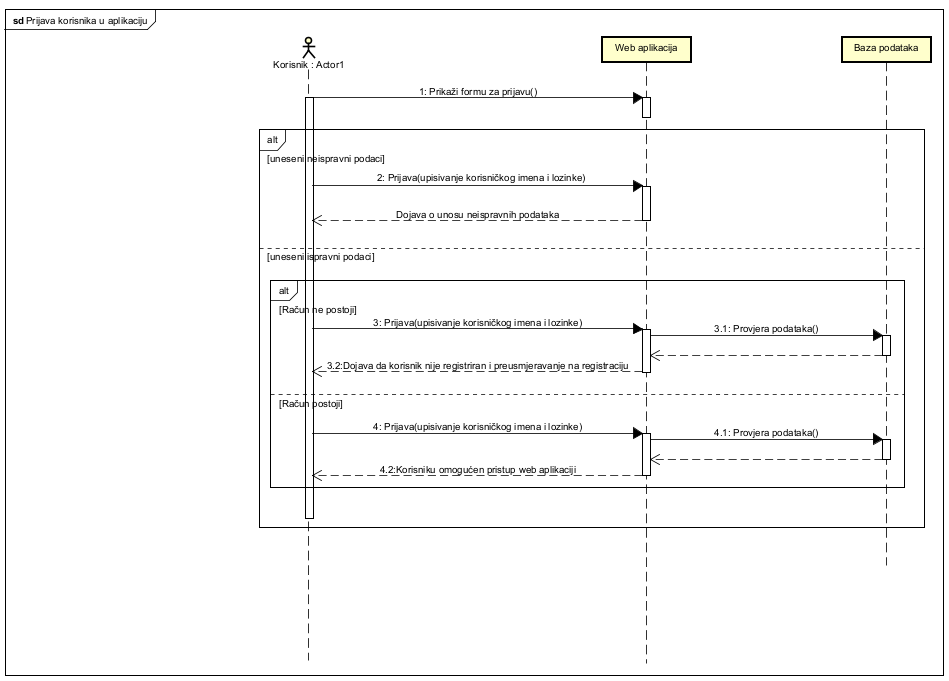 sd Prijava korisnika u aplikaciju
Korisnik : Actor1
Web aplikacija
Baza podataka
1: Prikaži formu za prijavu()
alt
[uneseni neispravni podaci]
2: Prijava(upisivanje korisničkog imena i lozinke)
Dojava o unosu neispravnih podataka
[uneseni ispravni podaci]
alt
[Račun ne postoji]
3: Prijava(upisivanje korisničkog imena i lozinke)
3.1: Provjera podataka()
3.2:Dojava da korisnik nije registriran i preusmjeravanje na registraciju
[Račun postoji]
4: Prijava(upisivanje korisničkog imena i lozinke)
4.1: Provjera podataka()
4.2:Korisniku omogućen pristup web aplikaciji